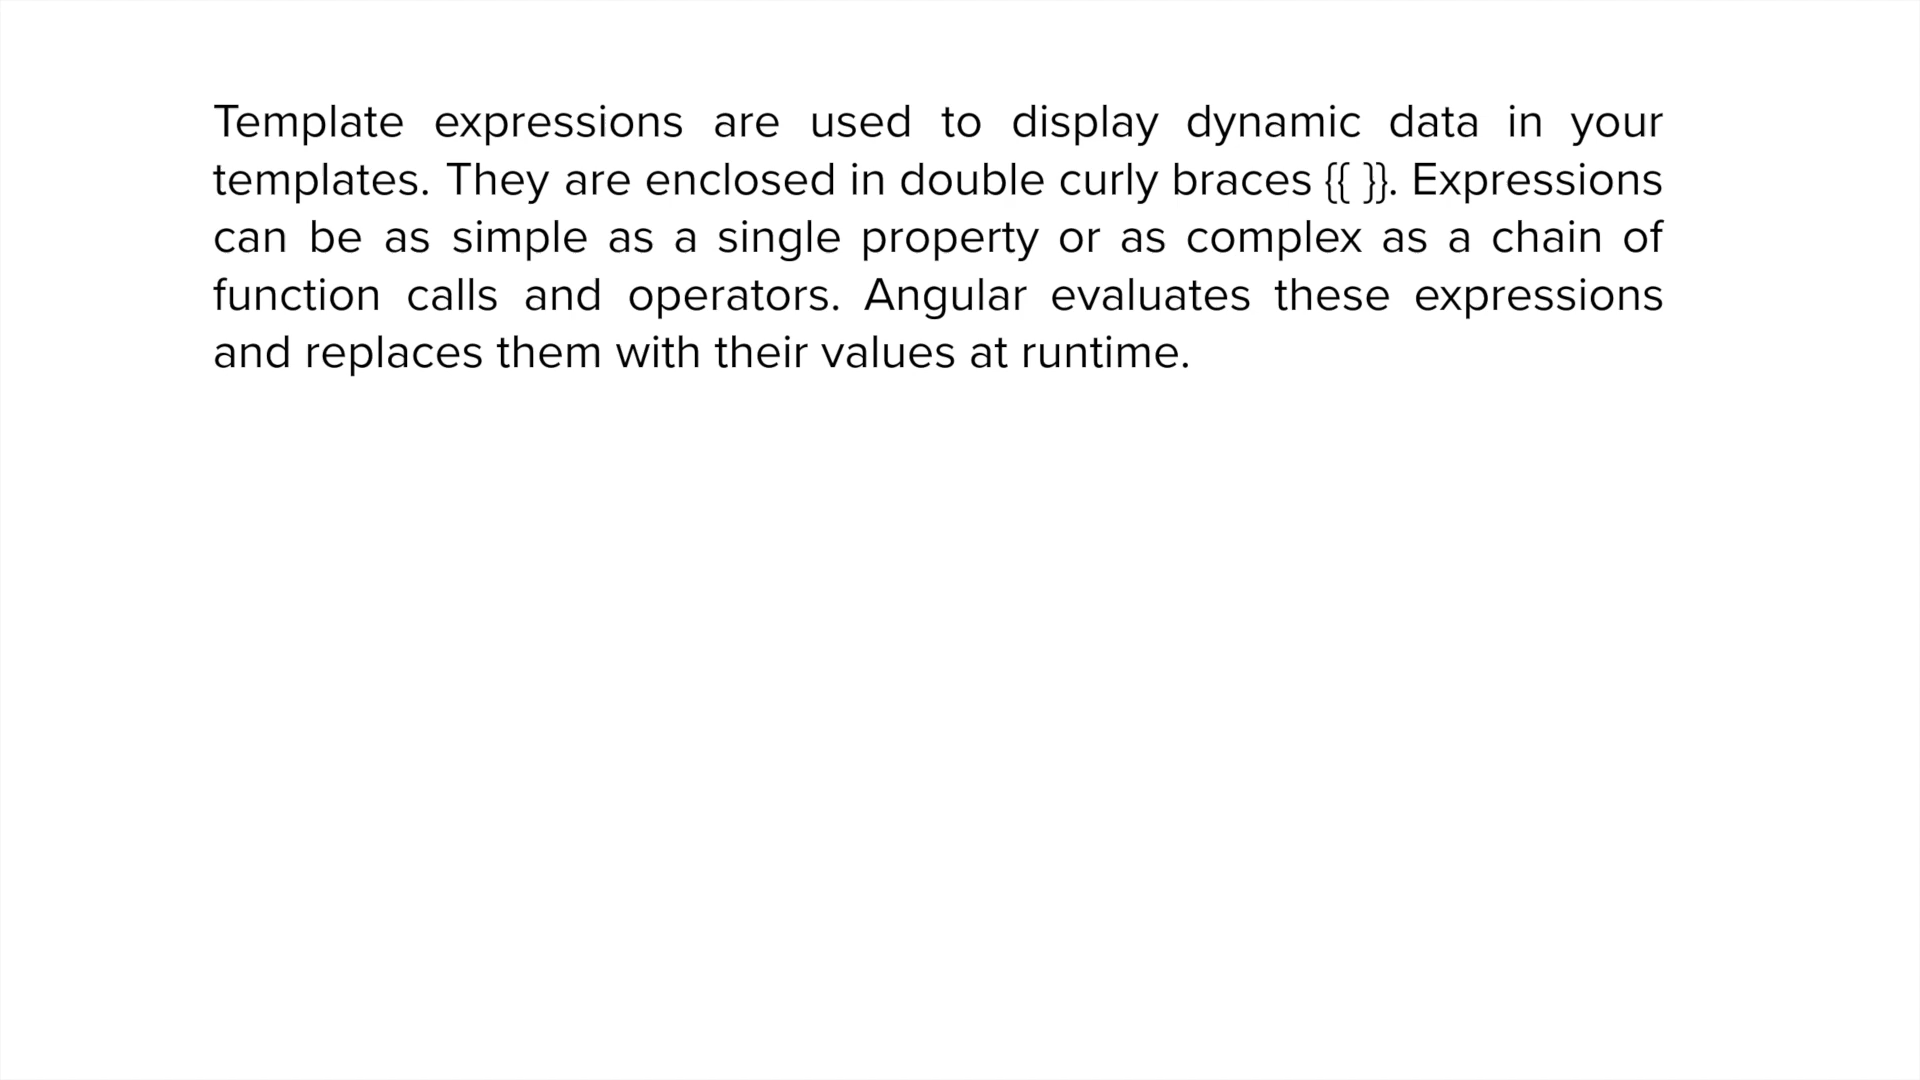 Template expressions are used to display dynamic data in your
templates. They are enclosed in double curly braces {{ }}. Expressions
can be as simple as a single property or as complex as a chain of
function calls and operators. Angular evaluates these expressions
and replaces them with their values at runtime.